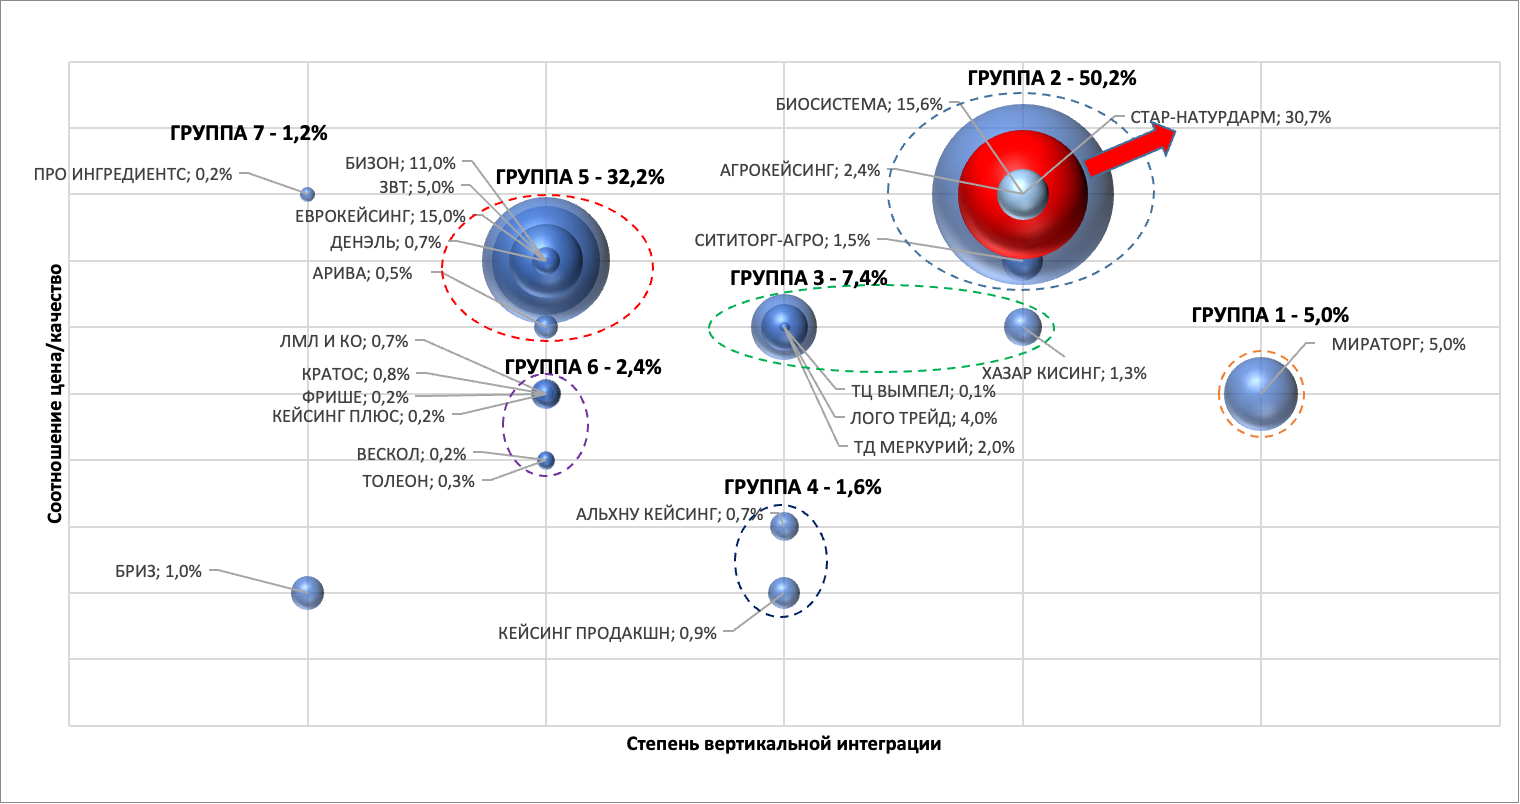 ГРУППА 2 - 50,2%
БИОСИСТЕМА; 15,6%
СТАР-НАТУРДАРМ; 30,7%
ГРУППА 7 - 1,2%
БИЗОН; 11,0%
ПРО ИНГРЕДИЕНТС; 0,2%
АГРОКЕЙСИНГ; 2,4%
ГРУППА 5 - 32,2%
ЗВТ; 5,0%
ЕВРОКЕЙСИНГ; 15,0%
ДЕНЭЛЬ; 0,7%
СИТИТОРГ-АГРО; 1,5%
АРИВА; 0,5%
ГРУППА 3 - 7,4%
ГРУППА 1 - 5,0%
ЛМЛ И КО; 0,7%
МИРАТОРГ; 5,0%
ГРУППА 6 - 2,4%
КРАТОС; 0,8%
ХАЗАР КИСИНГ; 1,3%
ФРИШЕ; 0,2%
ТЦ ВЫМПЕЛ; 0,1%
КЕЙСИНГ ПЛЮС; 0,2%
ЛОГО ТРЕЙД; 4,0%
ТД МЕРКУРИЙ; 2,0%
ВЕСКОЛ; 0,2%
ТОЛЕОН; 0,3%
ГРУППА 4 - 1,6%
АЛЬХНУ КЕЙСИНГ; 0,7%
БРИЗ; 1,0%
КЕЙСИНГ ПРОДАКШН; 0,9%
Соотношение цена/качество
Степень вертикальной интеграции